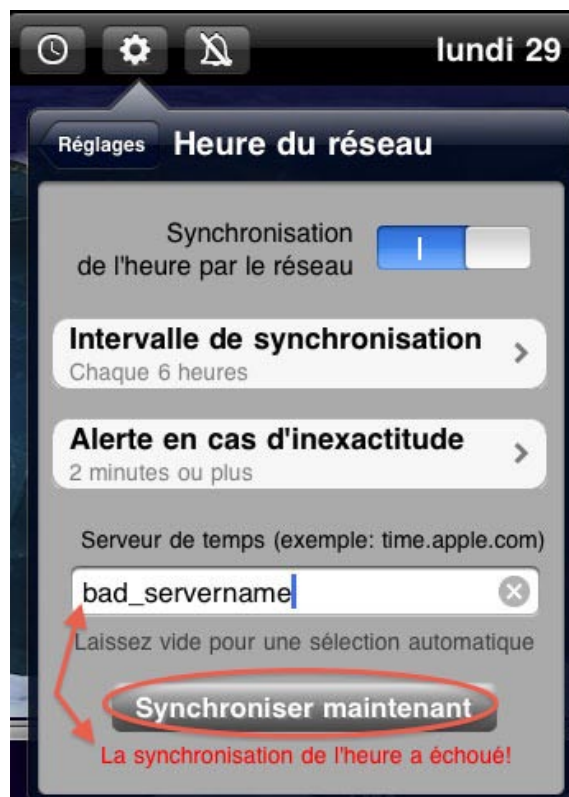 lundi 29
Réglages Heure du réseau
Synchronisation
de l'heure par le réseau
Intervalle de synchronisation
Chaque 6 heures
Alerte en cas d'inexactitude
2 minutes ou plus
Serveur de temps (exemple: time.apple.com)
bad_servername
Laissez vide pour une sélection automatique
Synchroniser maintenant
La synchronisation de l'heure a échoué!